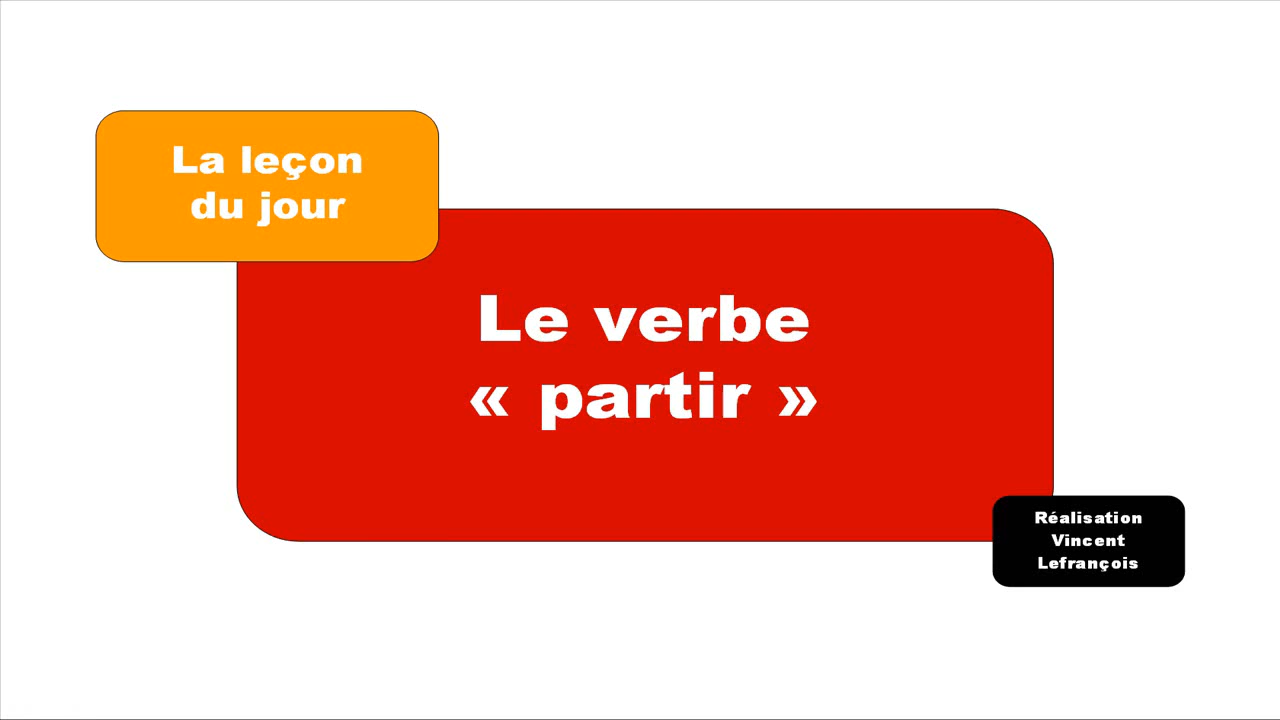 La leçon
du jour
Le verbe
« partir »
Réalisation
Vincent
Lefrançois